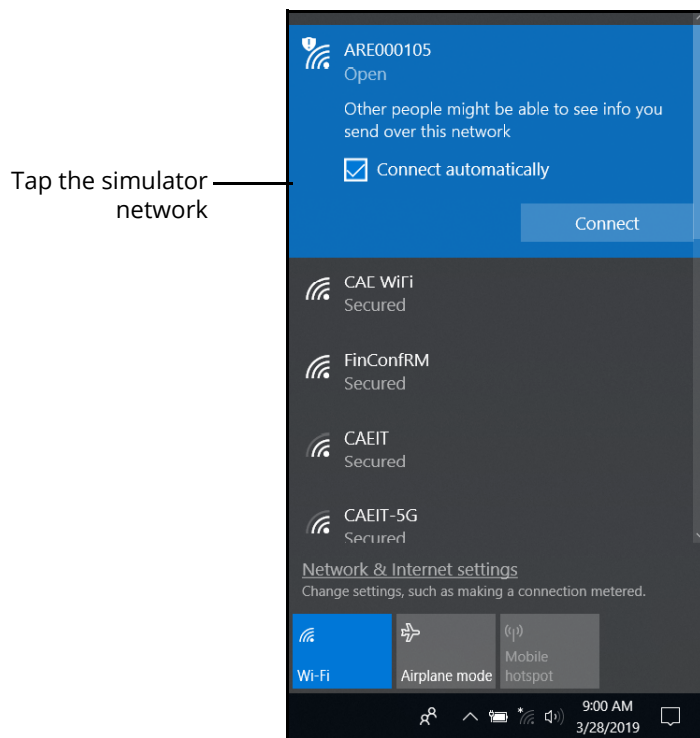 Tap the simulator
network
ARE000105
Open
Other people might be able to see info you
send over this network
Connect automatically
Connect
CAE WiFi
Secured
FinConfRM
Secured
CAEIT
Secured
CAEIT-5G
Secured
Network & Internet settings
Change settings, such as making a connection metered.
Wi-Fi
Airplane mode
Mobile
hotspot
9:00 AM
3/28/2019